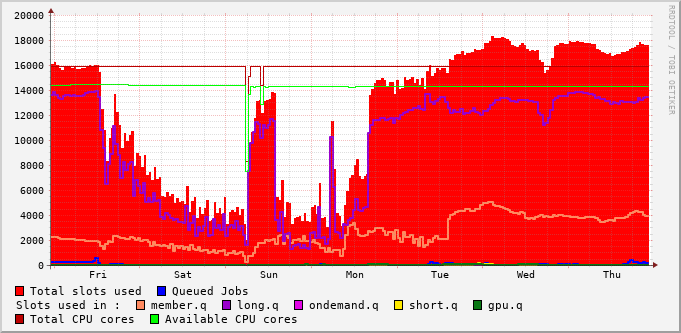 20000
18000
16000
14000
12000
10000
8000
6000
4000
2000
0
Fri Sat Sun Mon Tue Wed Thu
RRDTOOL / TOBI OETIKER
Total slots used Queued Jobs
Slots used in : member.q long.q ondemand.q short.q gpu.q
Total CPU cores Available CPU cores